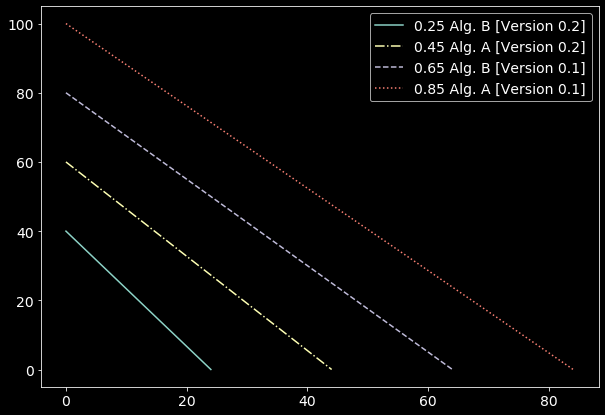 100
80
60
40
20
0
0 20 40 60 80
0.25 Alg. B [Version 0.2]
0.45 Alg. A [Version 0.2]
0.65 Alg. B [Version 0.1]
0.85 Alg. A [Version 0.1]